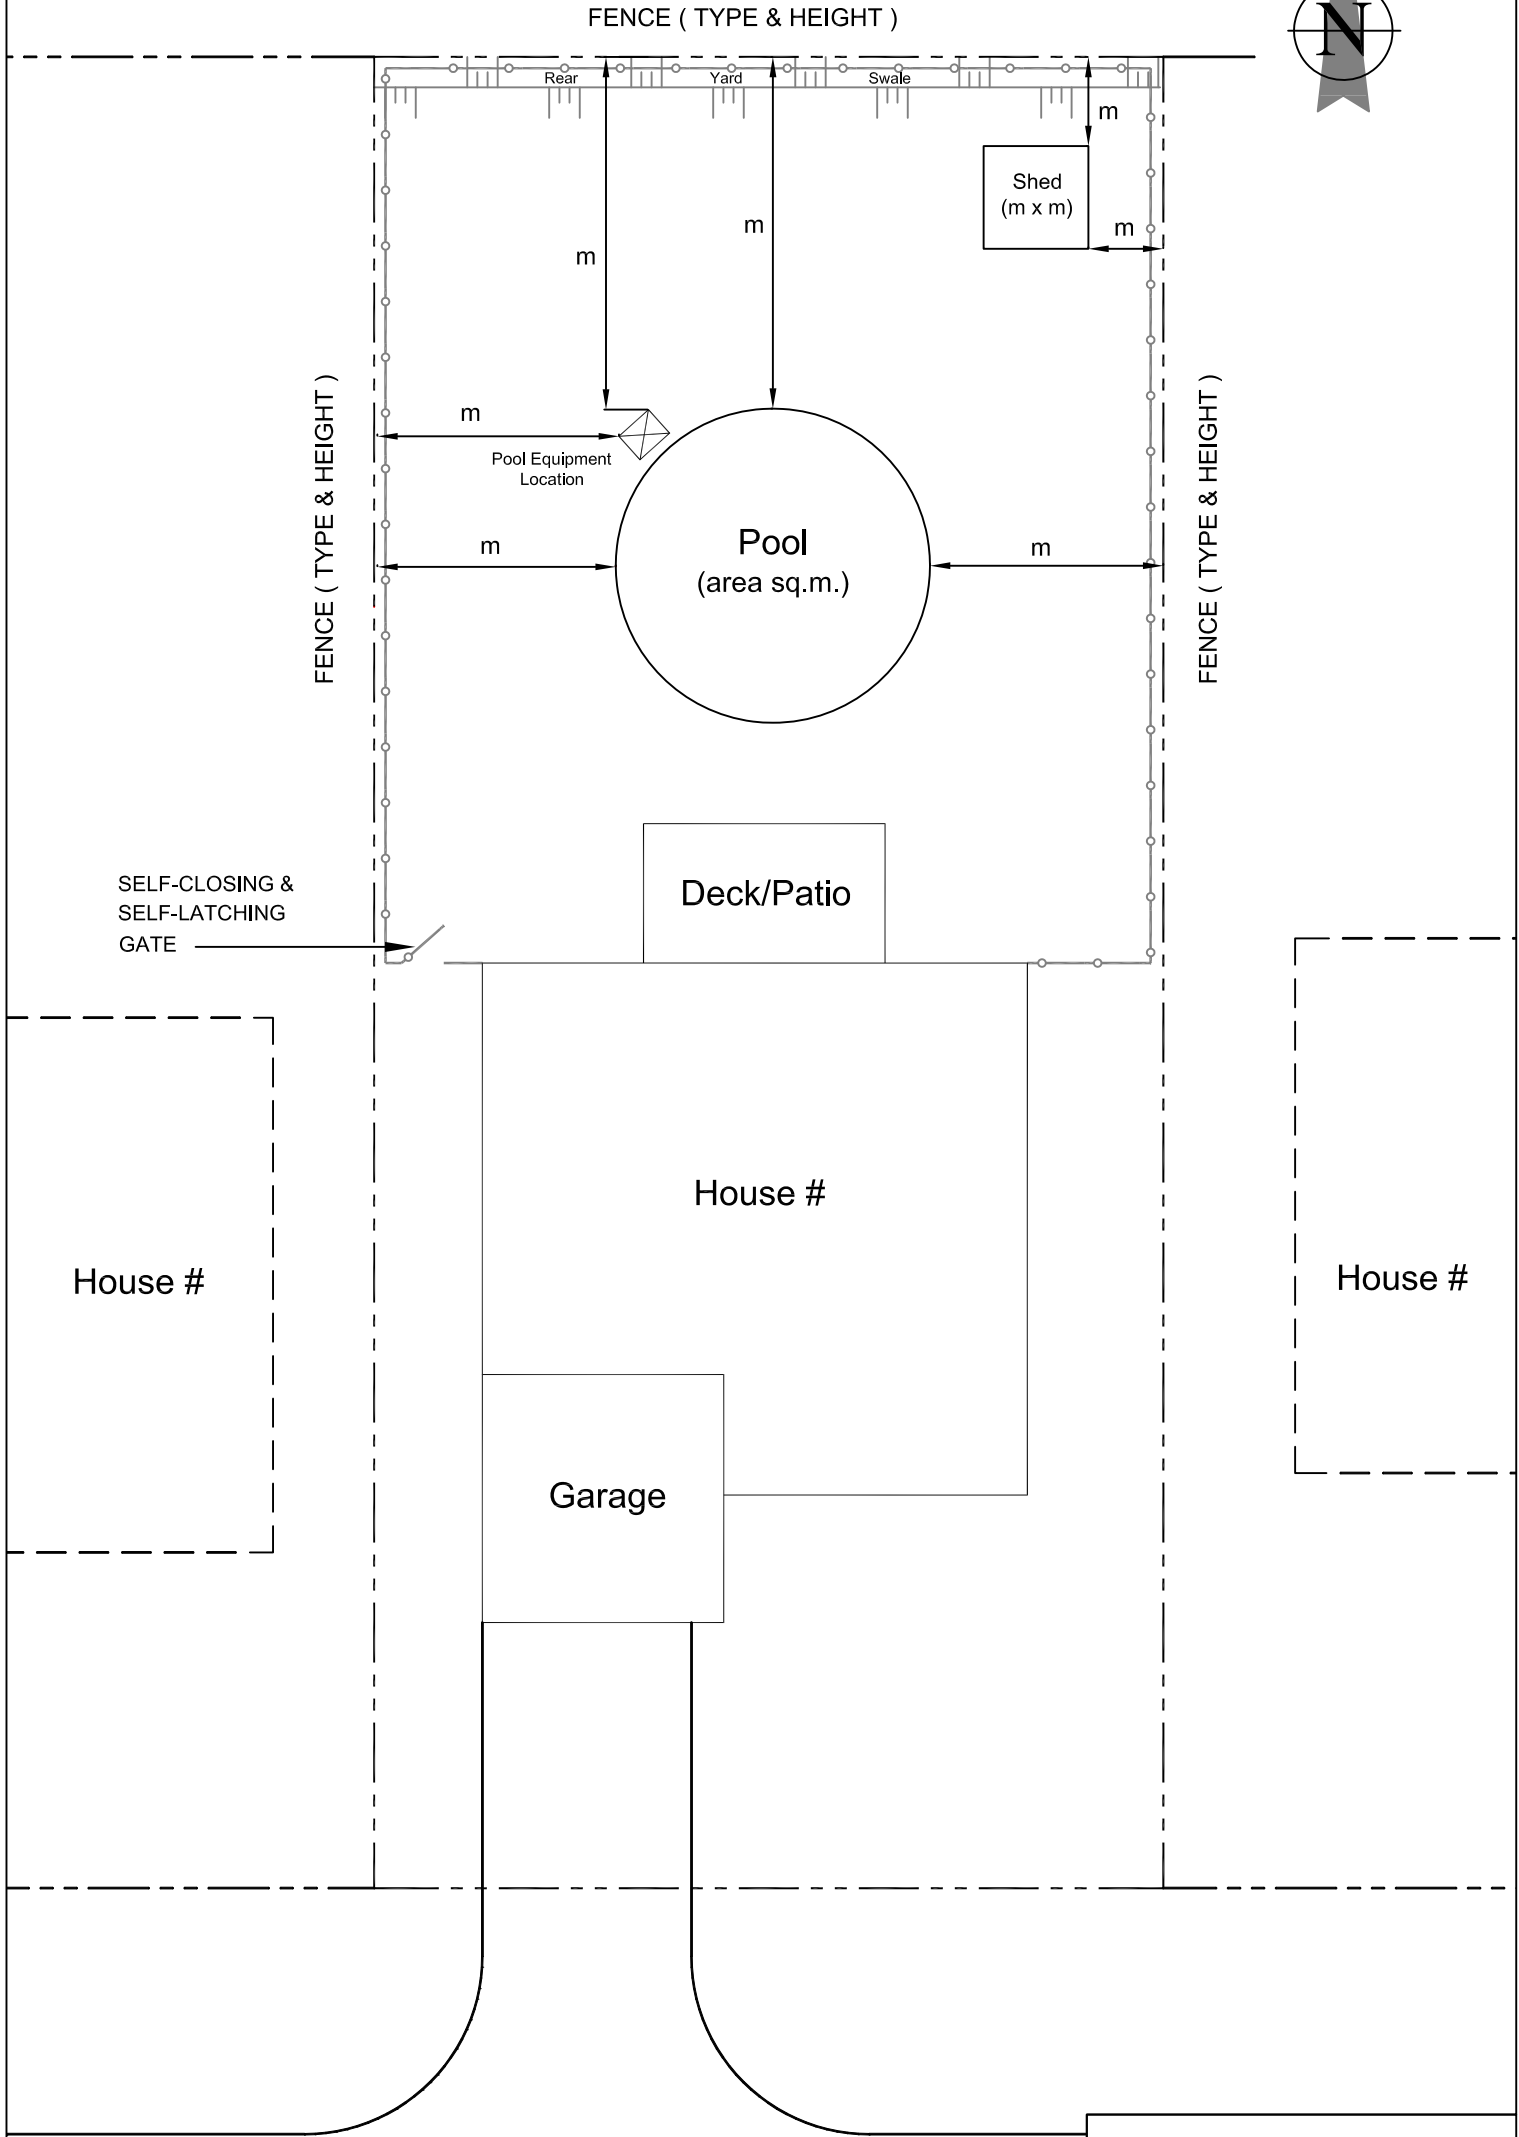 FENCE ( TYPE & HEIGHT )
N
Rear Yard Swale
m
Shed
(m x m)
m
m
m
FENCE ( TYPE & HEIGHT )
FENCE ( TYPE & HEIGHT )
m
Pool Equipment
Location
Pool
(area sq.m.)
m
m
Deck/Patio
SELF-CLOSING &
SELF-LATCHING
GATE
House #
House #
House #
Garage